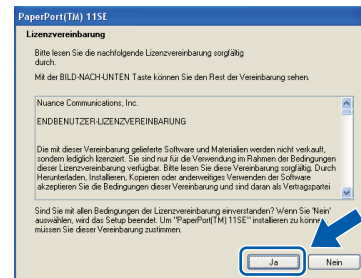 PaperPort(TM) 11SE
Lizenzvereinbarung
Bitte lesen Sie die nachfolgende Lizenzvereinbarung sorgfältig
durch.
Mit der BILD-NACH-UNTEN Taste können Sie den Rest der Vereinbarung sehen.
Nuance Communications, Inc.
ENDBENUTZER-LIZENZVEREINBARUNG
Die mit dieser Vereinbarung gelieferte Software und Materialien werden nicht verkauft,
sondern lediglich lizenziert. Sie sind nur für die Verwendung im Rahmen der Bedingungen
dieser Lizenzvereinbarung verfügbar. Bitte lesen Sie diese Vereinbarung sorgfältig. Durch
Herunterladen, Installieren, Kopieren oder anderweitiges Verwenden der Software
akzeptieren Sie die Bedingungen dieser Vereinbarung und sind daran als Vertragspartei
Sind Sie mit allen Bedingungen der Lizenzvereinbarung einverstanden? Wenn Sie 'Nein'
auswählen, wird das Setup beendet. Um "PaperPort(TM) 11SE" installieren zu können,
müssen Sie dieser Vereinbarung zustimmen.
Ja
Nein